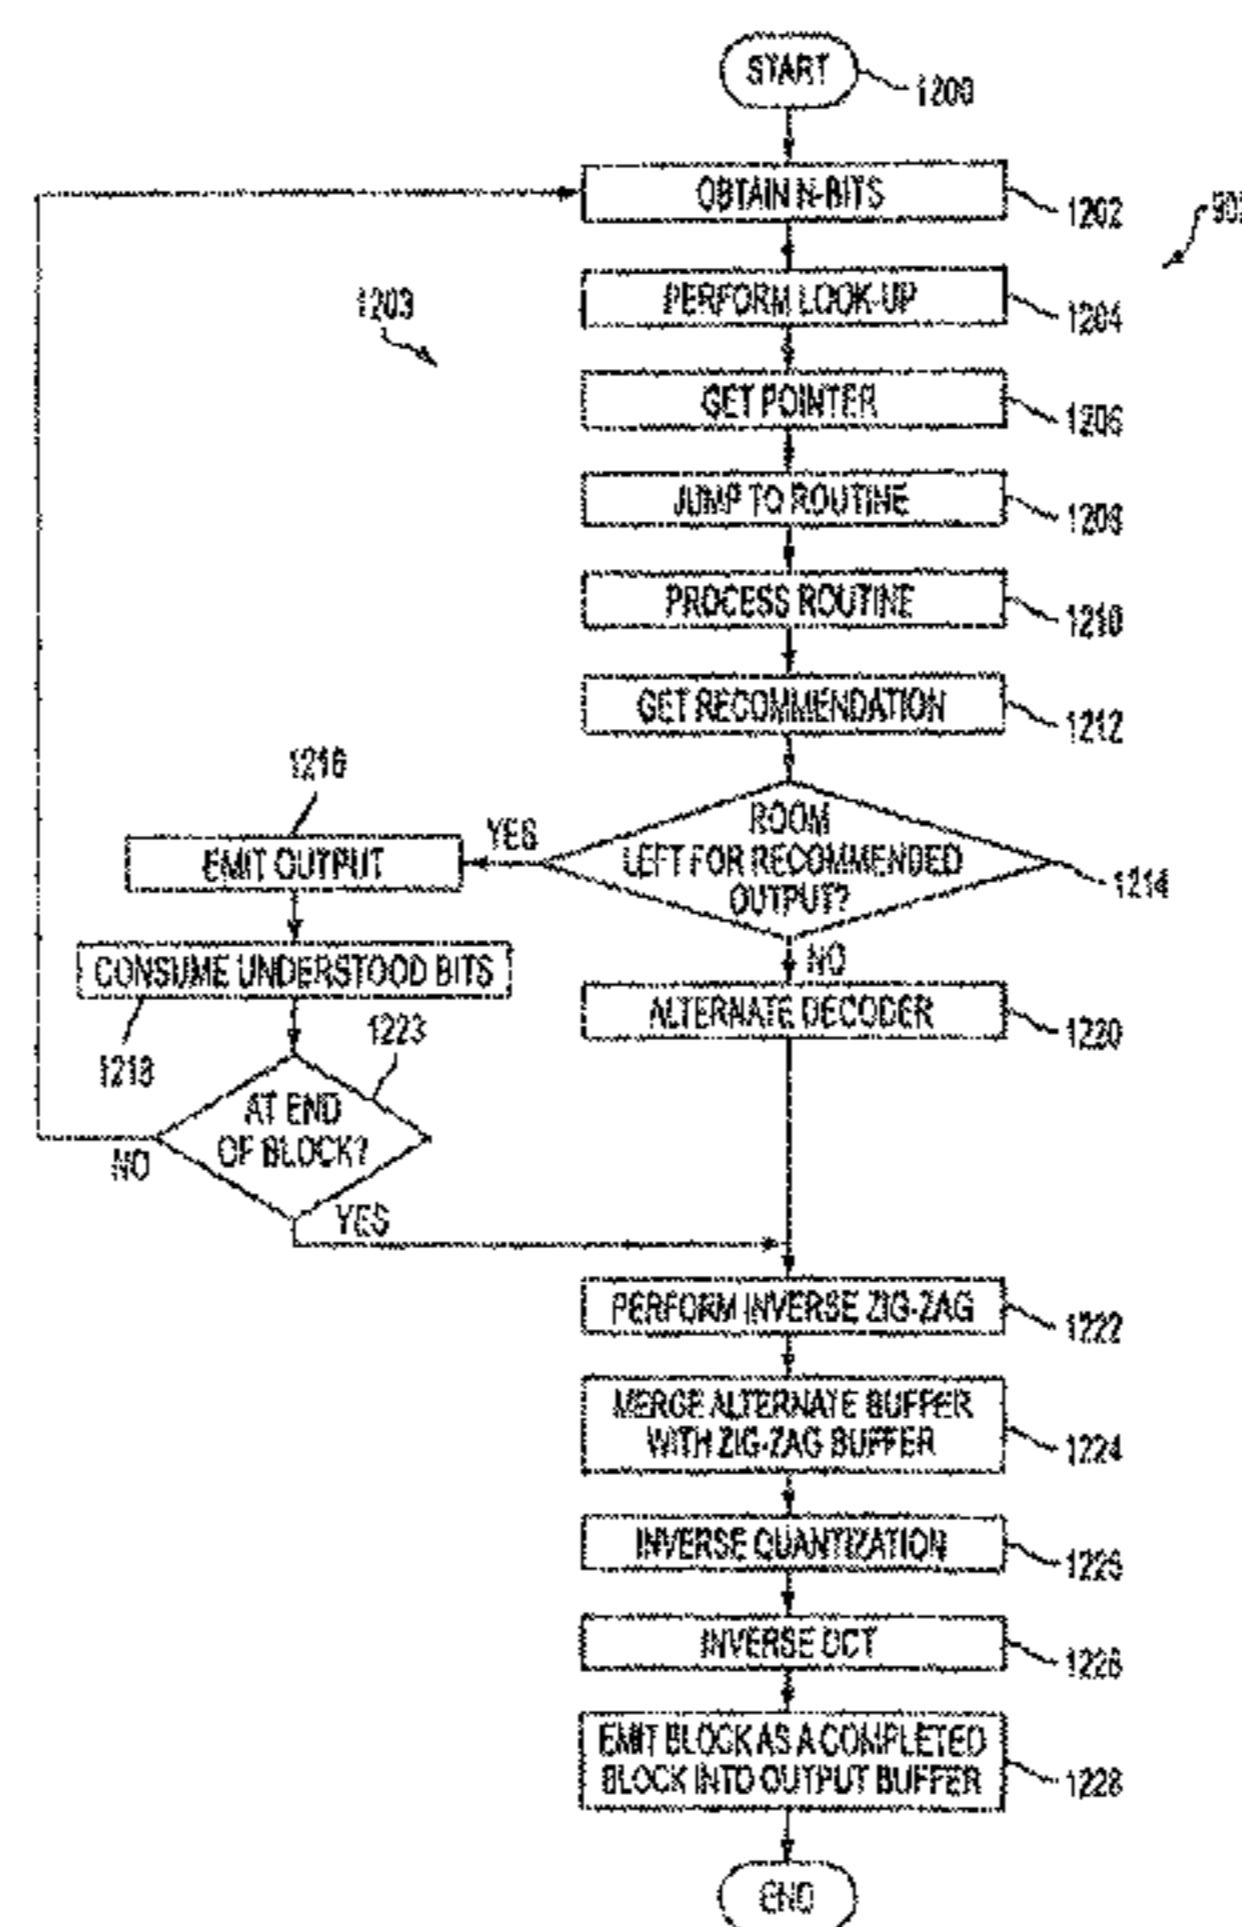 START
1200
OBTAIN N-BITS
1202
PERFORM LOOK-UP
1204
1203
GET POINTER
1206
JUMP TO ROUTINE
1208
PROCESS ROUTINE
1210
GET RECOMMENDATION
1212
ROOM
LEFT FOR RECOMMENDED
OUTPUT?
1214
YES
1216
EMIT OUTPUT
CONSUME UNDERSTOOD BITS
1218
NO
ALTERNATE DECODER
1220
1223
AT END
OF BLOCK?
NO
YES
PERFORM INVERSE ZIG-ZAG
1222
MERGE ALTERNATE BUFFER
WITH ZIG-ZAG BUFFER
1224
INVERSE QUANTIZATION
INVERSE DCT
EMIT BLOCK AS A COMPLETED
BLOCK INTO OUTPUT BUFFER
1228
END